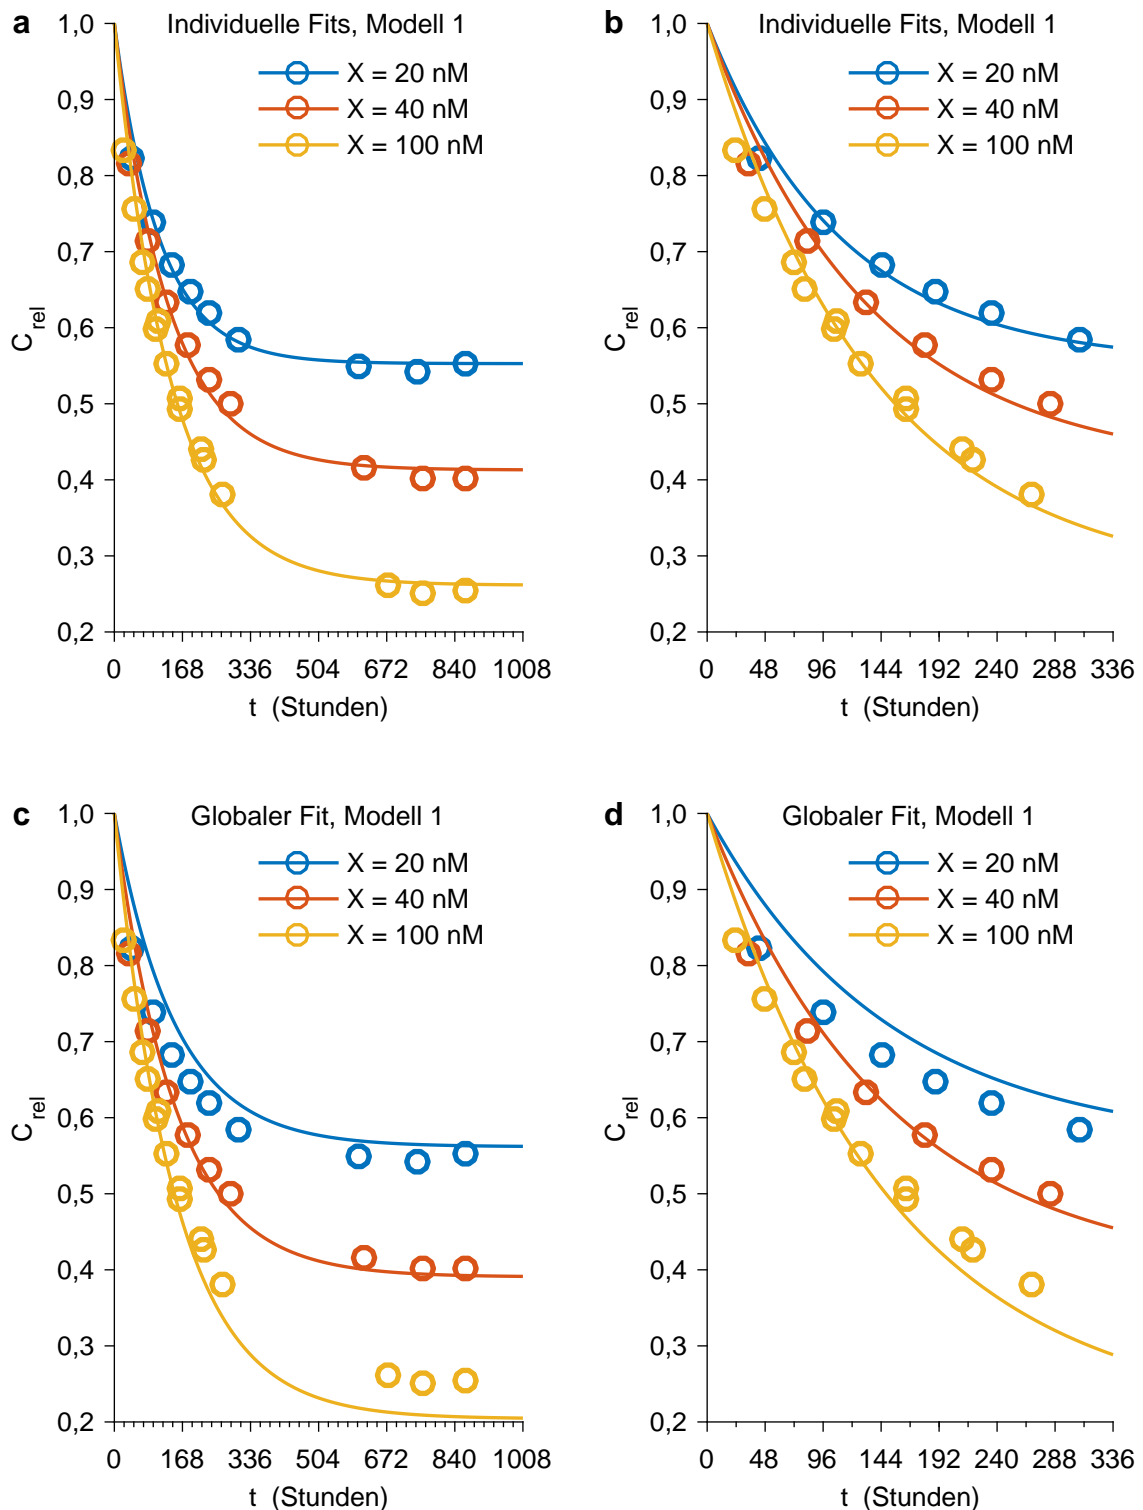 a
Individuelle Fits, Modell 1
X = 20 nM
X = 40 nM
X = 100 nM
1,0
0,9
0,8
0,7
0,6
0,5
0,4
0,3
0,2
C_rel
0 168 336 504 672 840 1008
t (Stunden)
b
Individuelle Fits, Modell 1
X = 20 nM
X = 40 nM
X = 100 nM
1,0
0,9
0,8
0,7
0,6
0,5
0,4
0,3
0,2
C_rel
0 48 96 144 192 240 288 336
t (Stunden)
c
Globaler Fit, Modell 1
X = 20 nM
X = 40 nM
X = 100 nM
1,0
0,9
0,8
0,7
0,6
0,5
0,4
0,3
0,2
C_rel
0 168 336 504 672 840 1008
t (Stunden)
d
Globaler Fit, Modell 1
X = 20 nM
X = 40 nM
X = 100 nM
1,0
0,9
0,8
0,7
0,6
0,5
0,4
0,3
0,2
C_rel
0 48 96 144 192 240 288 336
t (Stunden)